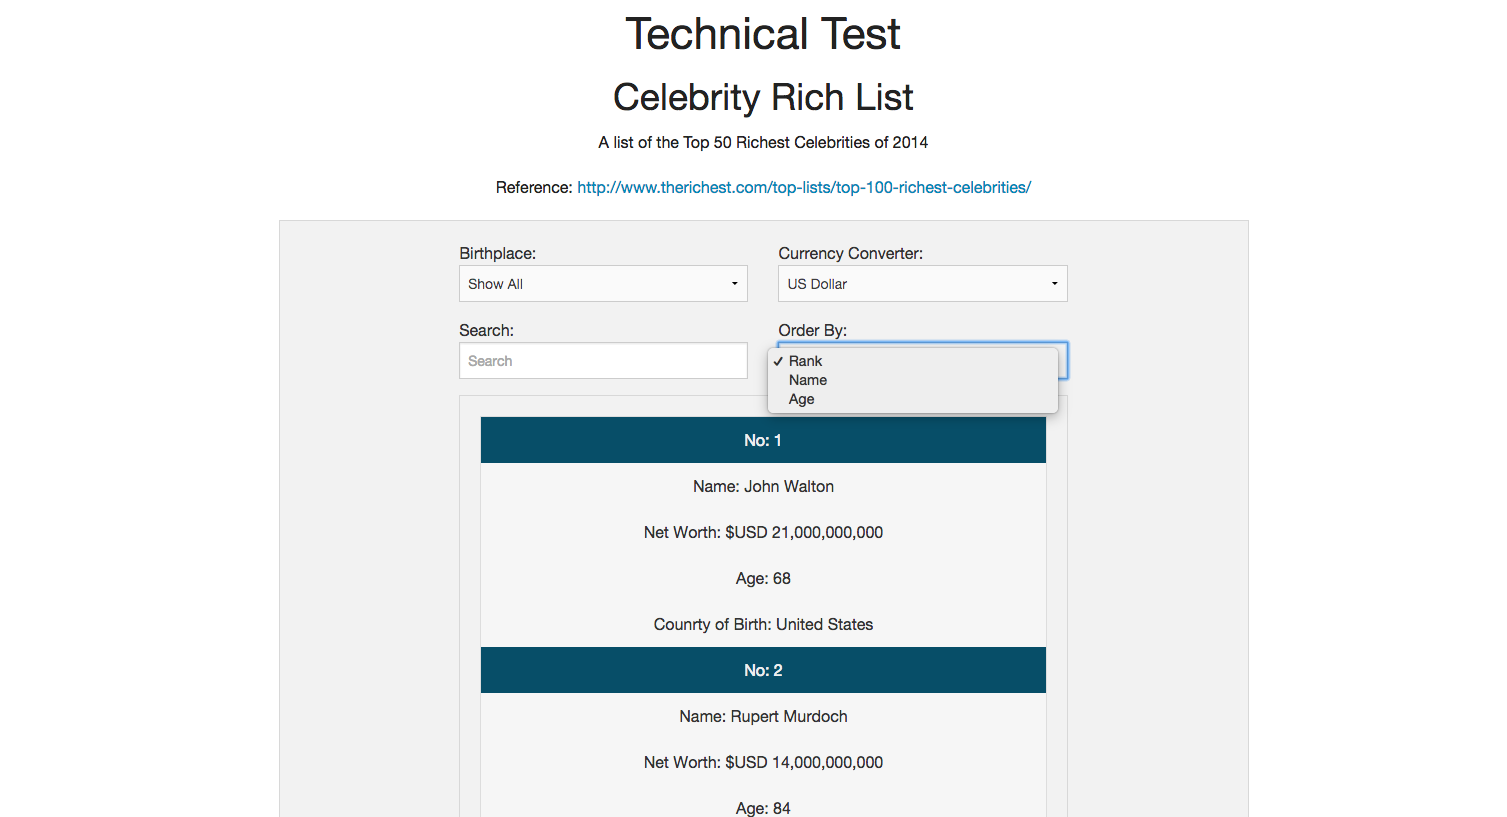 Technical Test
Celebrity Rich List
A list of the Top 50 Richest Celebrities of 2014
Reference: http://www.therichest.com/top-lists/top-100-richest-celebrities/
Birthplace:
Currency Converter:
Show All
US Dollar
Search:
Order By:
Search
✓ Rank
Name
Age
No: 1
Name: John Walton
Net Worth: $USD 21,000,000,000
Age: 68
Counrty of Birth: United States
No: 2
Name: Rupert Murdoch
Net Worth: $USD 14,000,000,000
Age: 84